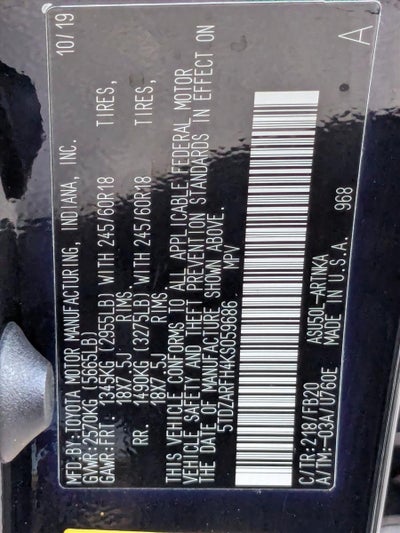 MFD.BY:TOYOTA MOTOR MANUFACTURING, INDIANA, INC. 10/19
GVWR:2570KG (5665LB)
GAWR:FRT. 1345KG (2955LB) WITH 245/60R18 TIRES,
18X7.5J RIMS
RR. 1490KG (3275LB) WITH 245/60R18 TIRES,
18X7.5J RIMS
THIS VEHICLE CONFORMS TO ALL APPLICABLE FEDERAL MOTOR
VEHICLE SAFETY AND THEFT PREVENTION STANDARDS IN EFFECT ON
THE DATE OF MANUFACTURE SHOWN ABOVE.
5TDZARFH4KS059686 MPV
C/TR:218/FB20 ASU50L-ARTNKA
A/TM:-03A/U760E MADE IN U.S.A. 968 A